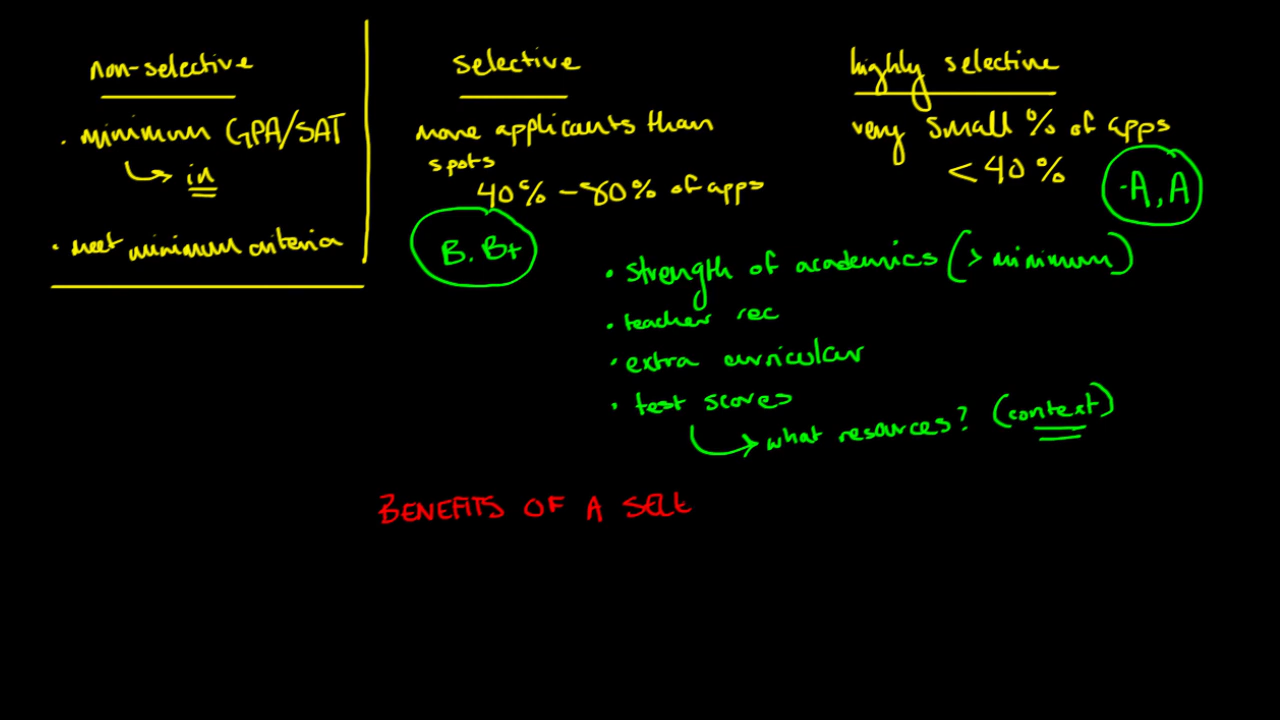 non-selective
· minimum GPA/SAT
in
· meet minimum criteria
selective
more applicants than
spots
40% - 80% of apps
B, B+
highly selective
very small % of apps
< 40%
-A, A
· strength of academics (> minimum)
· teacher rec
· extra curricular
· test scores
what resources? (context)
BENEFITS OF A SELE